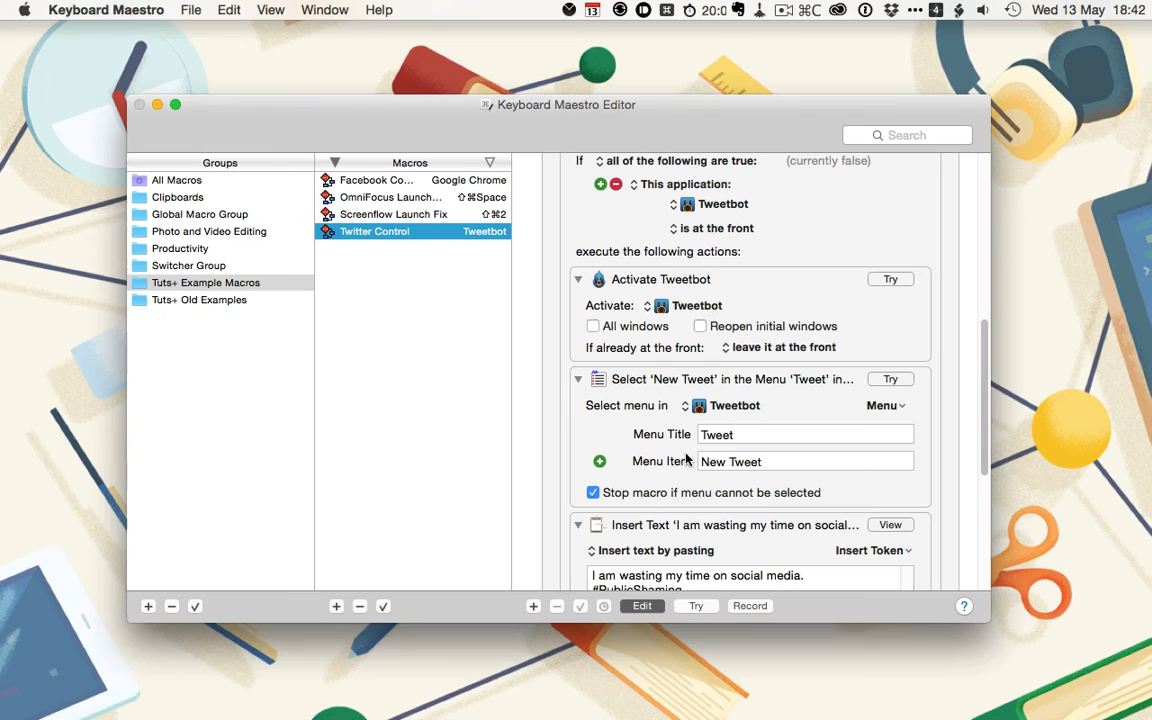 Keyboard Maestro File Edit View Window Help 13 20:0 ⌘C 4 Wed 13 May 18:42
Keyboard Maestro Editor
Search
Groups Macros
All Macros
Clipboards
Global Macro Group
Photo and Video Editing
Productivity
Switcher Group
Tuts+ Example Macros
Tuts+ Old Examples
Facebook Co... Google Chrome
OmniFocus Launch... ⇧⌘Space
Screenflow Launch Fix ⇧⌘2
Twitter Control Tweetbot
If all of the following are true: (currently false)
This application:
Tweetbot
is at the front
execute the following actions:
Activate Tweetbot Try
Activate: Tweetbot
All windows Reopen initial windows
If already at the front: leave it at the front
Select ‘New Tweet’ in the Menu ‘Tweet’ in... Try
Select menu in Tweetbot Menu
Menu Title Tweet
Menu Item New Tweet
Stop macro if menu cannot be selected
Insert Text ‘I am wasting my time on social... View
Insert text by pasting Insert Token
I am wasting my time on social media.
#PublicShaming
Edit Try Record ?